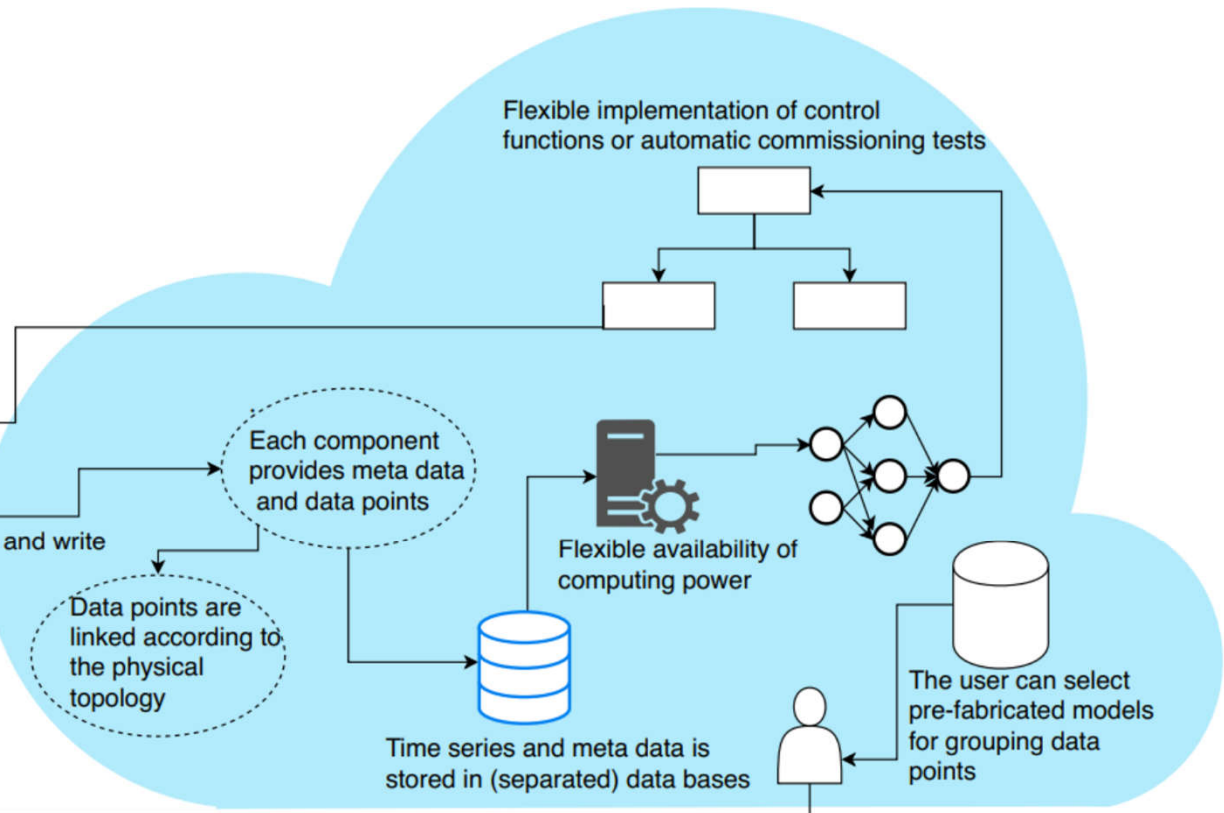 Flexible implementation of control
functions or automatic commissioning tests
Each component
provides meta data
and data points
and write
Flexible availability of
computing power
Data points are
linked according to
the physical
topology
The user can select
pre-fabricated models
for grouping data
points
Time series and meta data is
stored in (separated) data bases